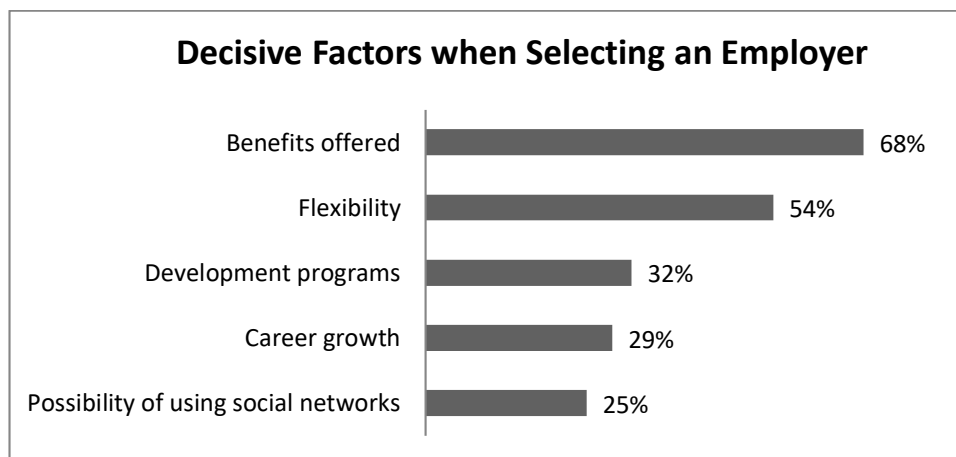 Decisive Factors when Selecting an Employer
Benefits offered 68%
Flexibility 54%
Development programs 32%
Career growth 29%
Possibility of using social networks 25%